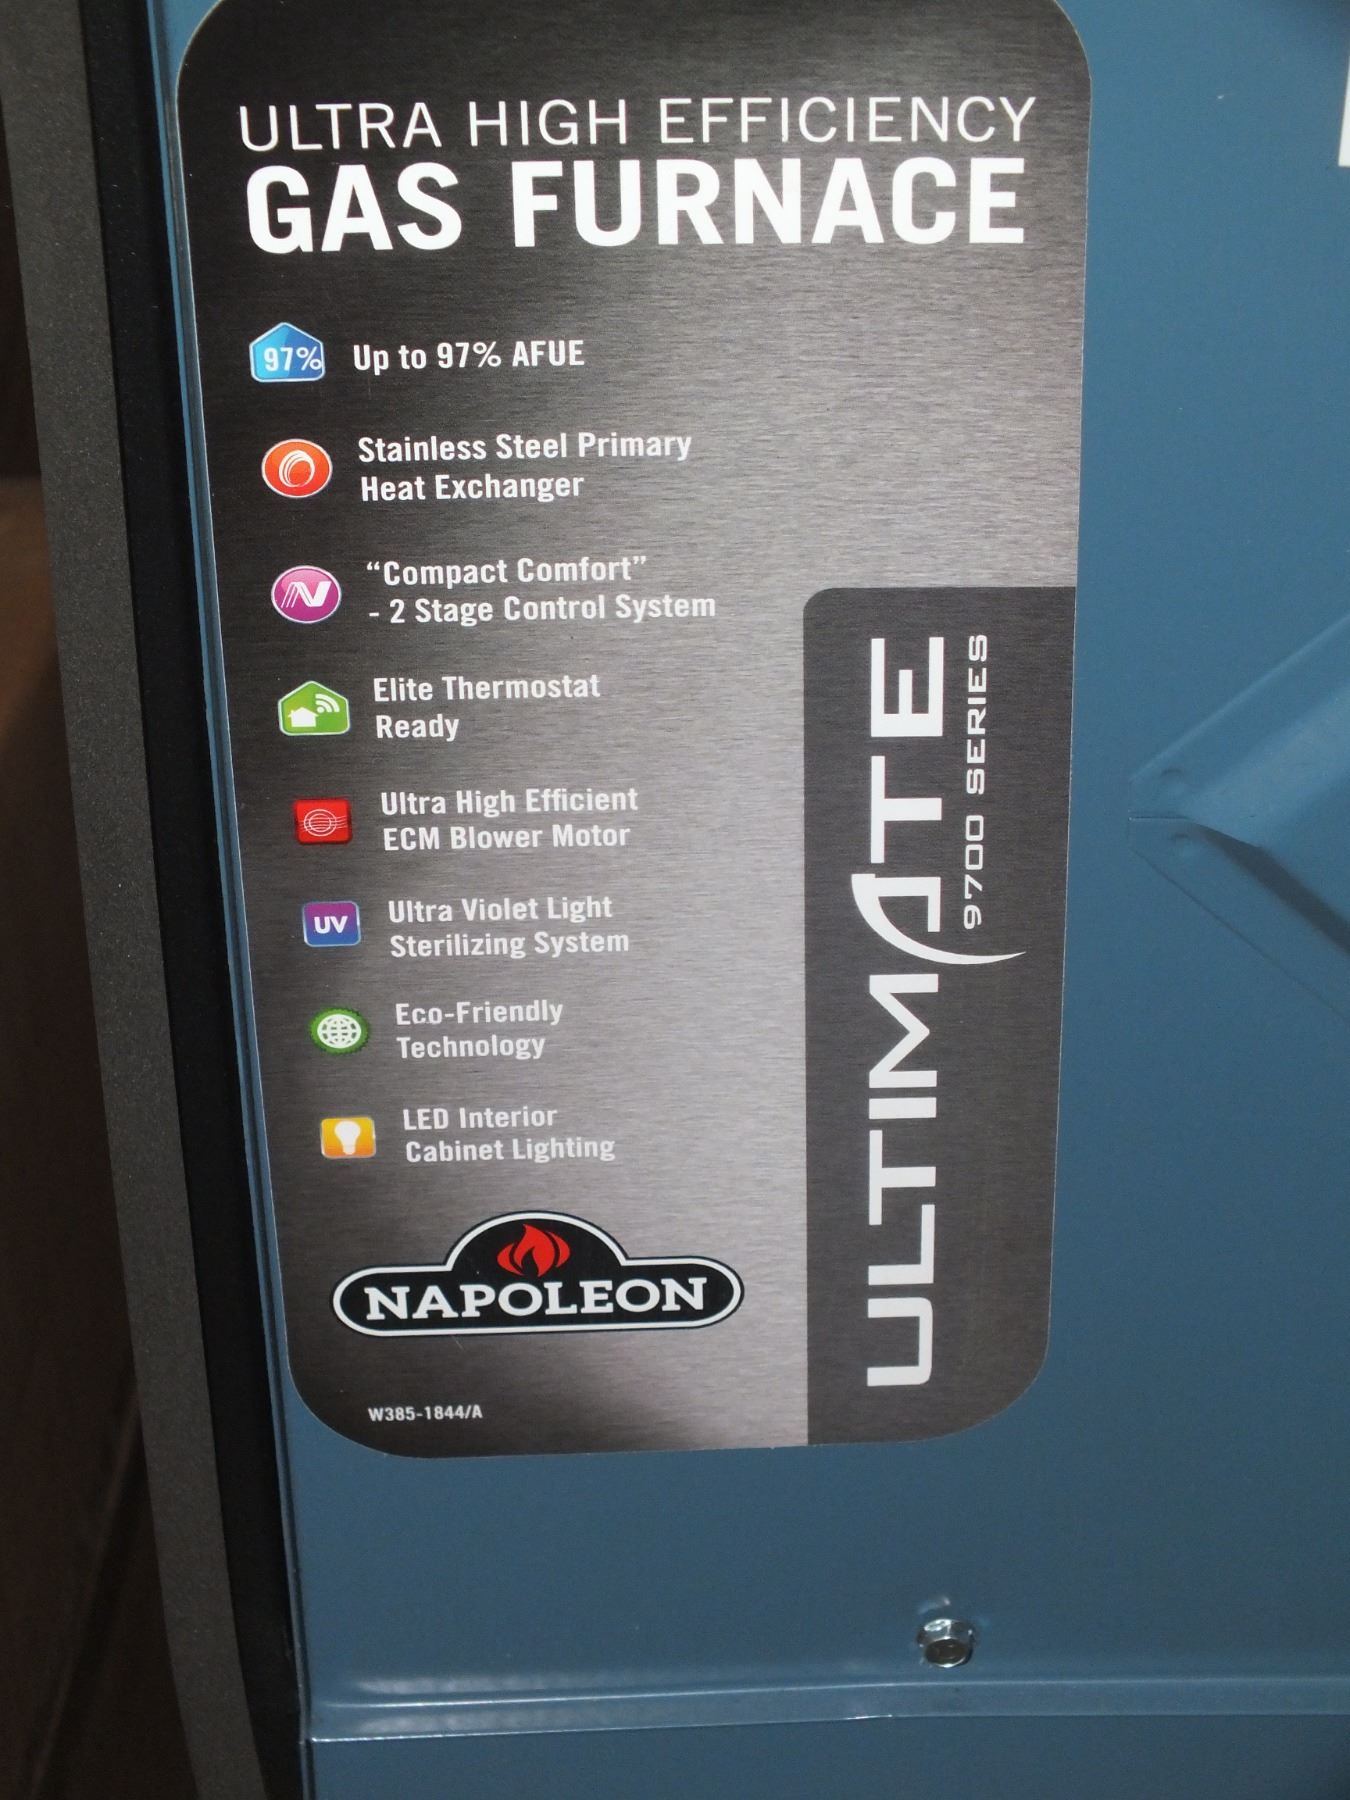 ULTRA HIGH EFFICIENCY
GAS FURNACE
97%
Up to 97% AFUE
Stainless Steel Primary
Heat Exchanger
"Compact Comfort"
- 2 Stage Control System
Elite Thermostat
Ready
Ultra High Efficient
ECM Blower Motor
UV
Ultra Violet Light
Sterilizing System
Eco-Friendly
Technology
LED Interior
Cabinet Lighting
NAPOLEON
W385-1844/A
ULTIMATE
9700 SERIES